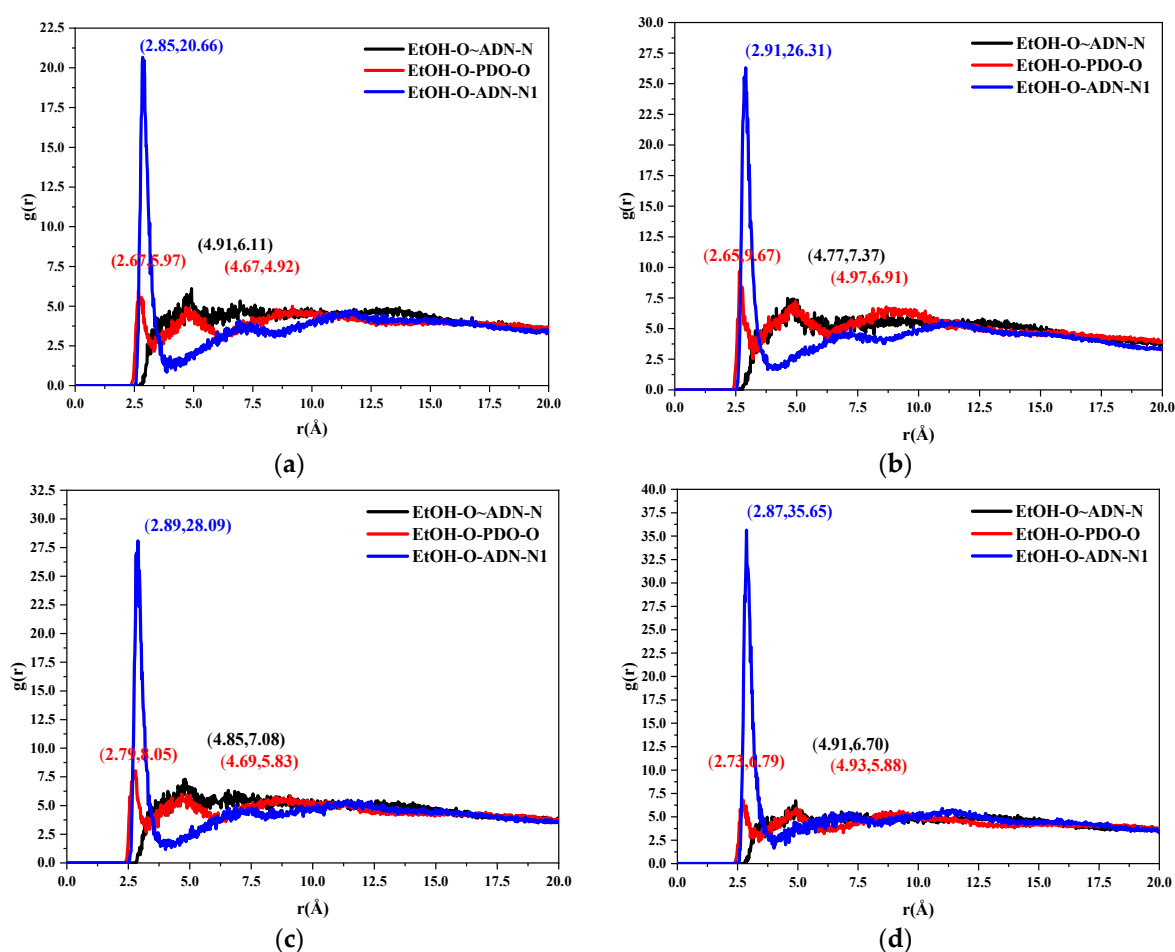 (2.85,20.66)
EtOH-O~ADN-N
EtOH-O-PDO-O
EtOH-O-ADN-N1
(2.67,5.97)
(4.91,6.11)
(4.67,4.92)
g(r)
22.5
20.0
17.5
15.0
12.5
10.0
7.5
5.0
2.5
0.0
0.0 2.5 5.0 7.5 10.0 12.5 15.0 17.5 20.0
r(Å)
(a)
(2.91,26.31)
EtOH-O~ADN-N
EtOH-O-PDO-O
EtOH-O-ADN-N1
(2.65,9.67)
(4.77,7.37)
(4.97,6.91)
g(r)
30.0
27.5
25.0
22.5
20.0
17.5
15.0
12.5
10.0
7.5
5.0
2.5
0.0
0.0 2.5 5.0 7.5 10.0 12.5 15.0 17.5 20.0
r(Å)
(b)
(2.89,28.09)
EtOH-O~ADN-N
EtOH-O-PDO-O
EtOH-O-ADN-N1
(2.79,8.05)
(4.85,7.08)
(4.69,5.83)
g(r)
32.5
30.0
27.5
25.0
22.5
20.0
17.5
15.0
12.5
10.0
7.5
5.0
2.5
0.0
0.0 2.5 5.0 7.5 10.0 12.5 15.0 17.5 20.0
r(Å)
(c)
(2.87,35.65)
EtOH-O~ADN-N
EtOH-O-PDO-O
EtOH-O-ADN-N1
(2.73,6.79)
(4.91,6.70)
(4.93,5.88)
g(r)
40.0
37.5
35.0
32.5
30.0
27.5
25.0
22.5
20.0
17.5
15.0
12.5
10.0
7.5
5.0
2.5
0.0
0.0 2.5 5.0 7.5 10.0 12.5 15.0 17.5 20.0
r(Å)
(d)